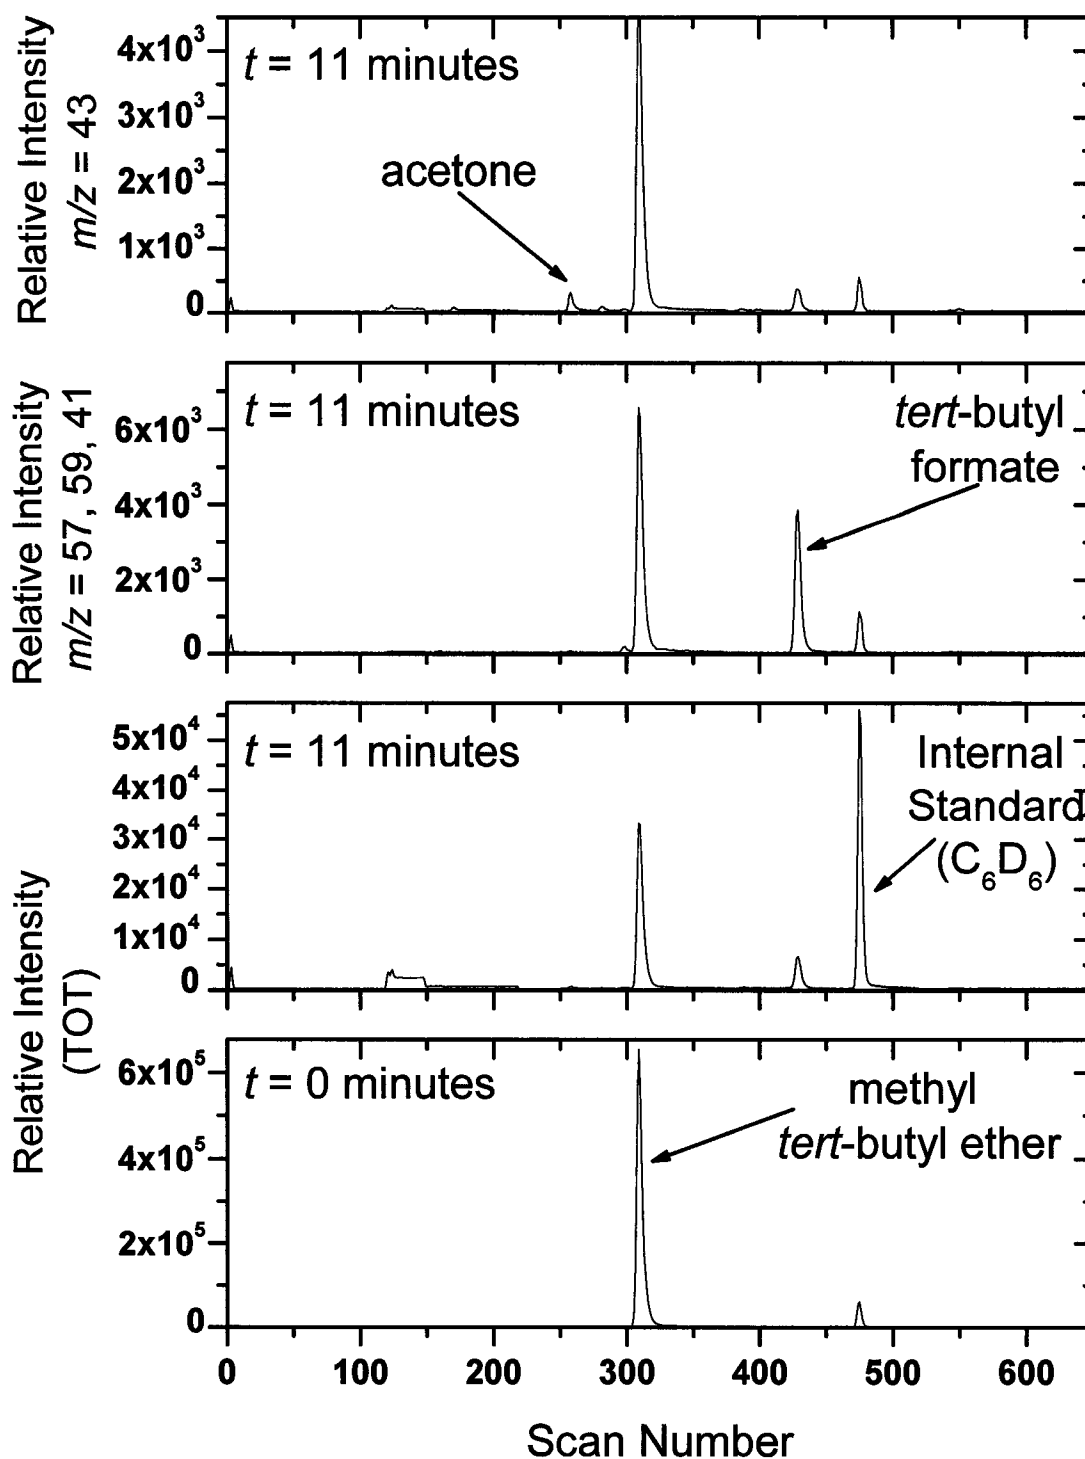 Relative Intensity
m/z = 43
4x10³
3x10³
2x10³
1x10³
0
t = 11 minutes
acetone
Relative Intensity
m/z = 57, 59, 41
6x10³
4x10³
2x10³
0
t = 11 minutes
tert-butyl
formate
Relative Intensity
(TOT)
5x10⁴
4x10⁴
3x10⁴
2x10⁴
1x10⁴
0
t = 11 minutes
Internal
Standard
(C₆D₆)
6x10⁵
4x10⁵
2x10⁵
0
t = 0 minutes
methyl
tert-butyl ether
0 100 200 300 400 500 600
Scan Number